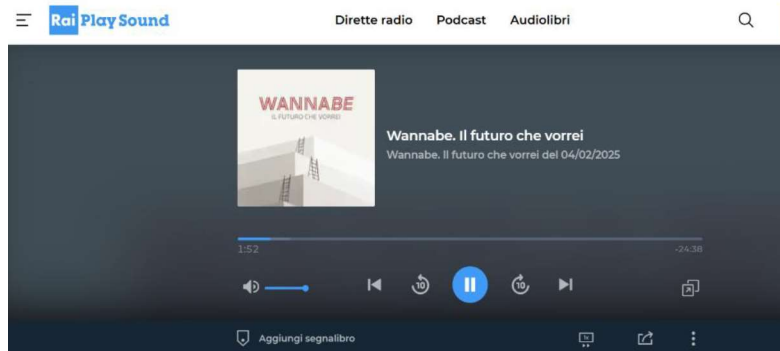 Rai Play Sound
Dirette radio Podcast Audiolibri
WANNABE
IL FUTURO CHE VORREI
Wannabe. Il futuro che vorrei
Wannabe. Il futuro che vorrei del 04/02/2025
1:52
-24:38
10
10
Aggiungi segnalibro
1x